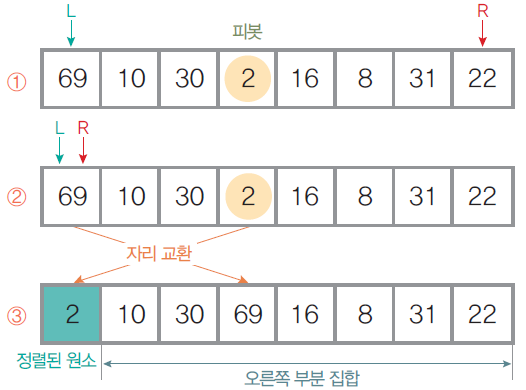 L R
피봇
① 69 10 30 2 16 8 31 22
L R
② 69 10 30 2 16 8 31 22
자리 교환
③ 2 10 30 69 16 8 31 22
정렬된 원소
오른쪽 부분 집합